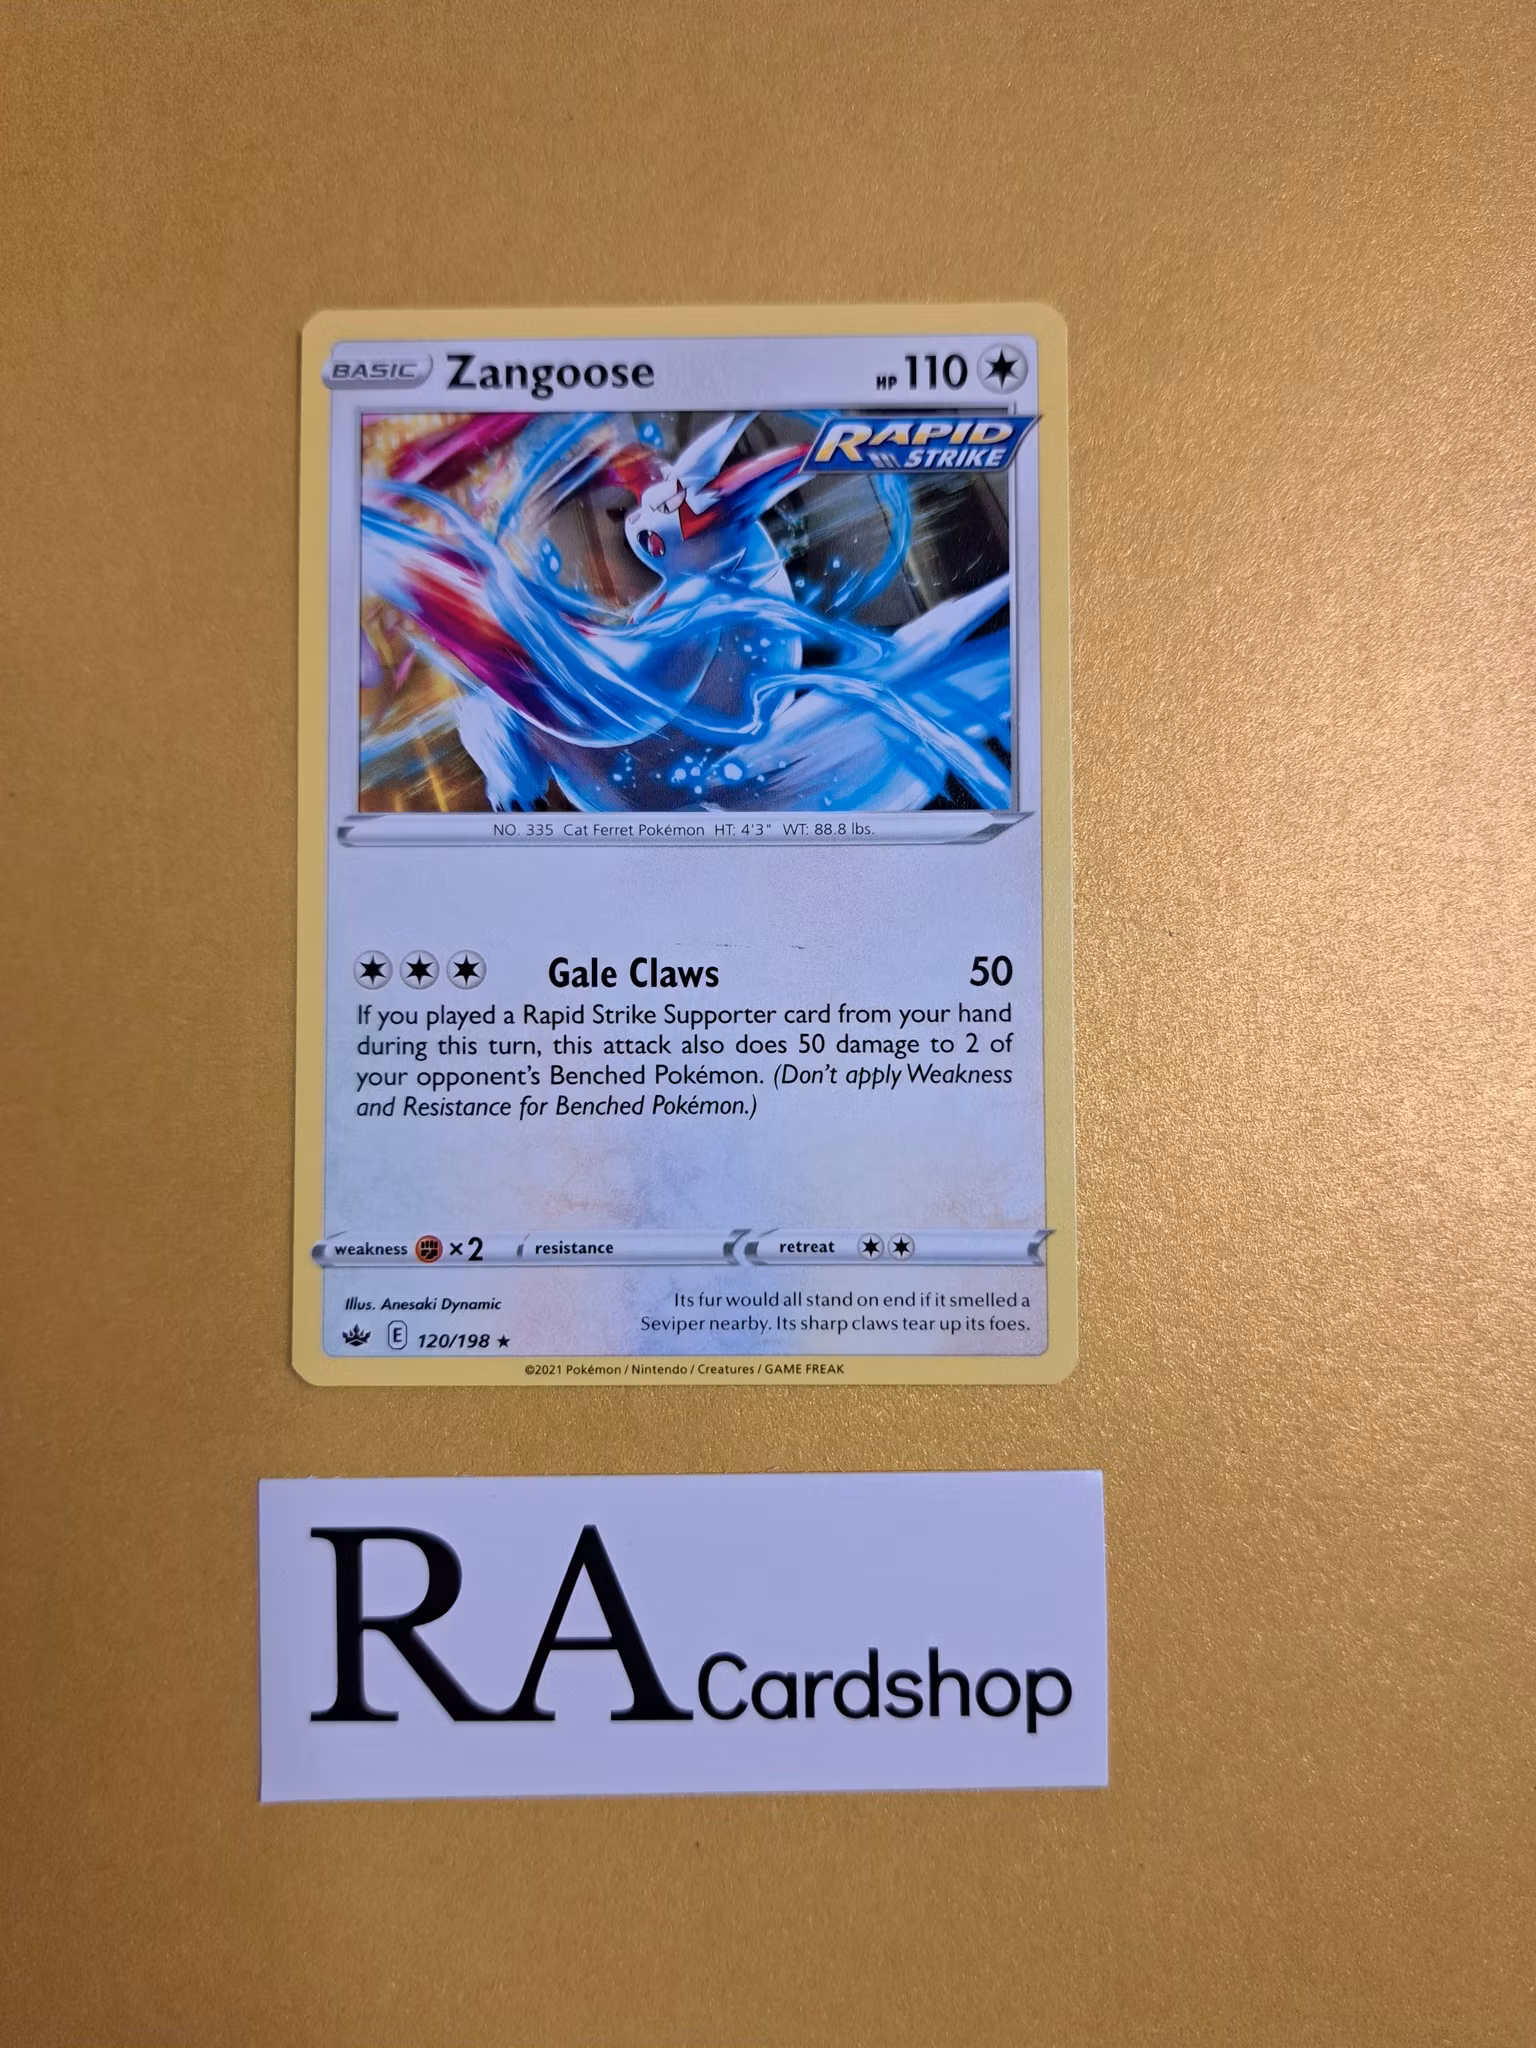 BASIC Zangoose HP 110
RAPID
STRIKE
NO. 335 Cat Ferret Pokémon HT: 4'3" WT: 88.8 lbs.
Gale Claws 50
If you played a Rapid Strike Supporter card from your hand
during this turn, this attack also does 50 damage to 2 of
your opponent's Benched Pokémon. (Don't apply Weakness
and Resistance for Benched Pokémon.)
weakness ×2 resistance retreat
Illus. Anesaki Dynamic
Its fur would all stand on end if it smelled a
Seviper nearby. Its sharp claws tear up its foes.
E 120/198 ★
©2021 Pokémon / Nintendo / Creatures / GAME FREAK
RA Cardshop